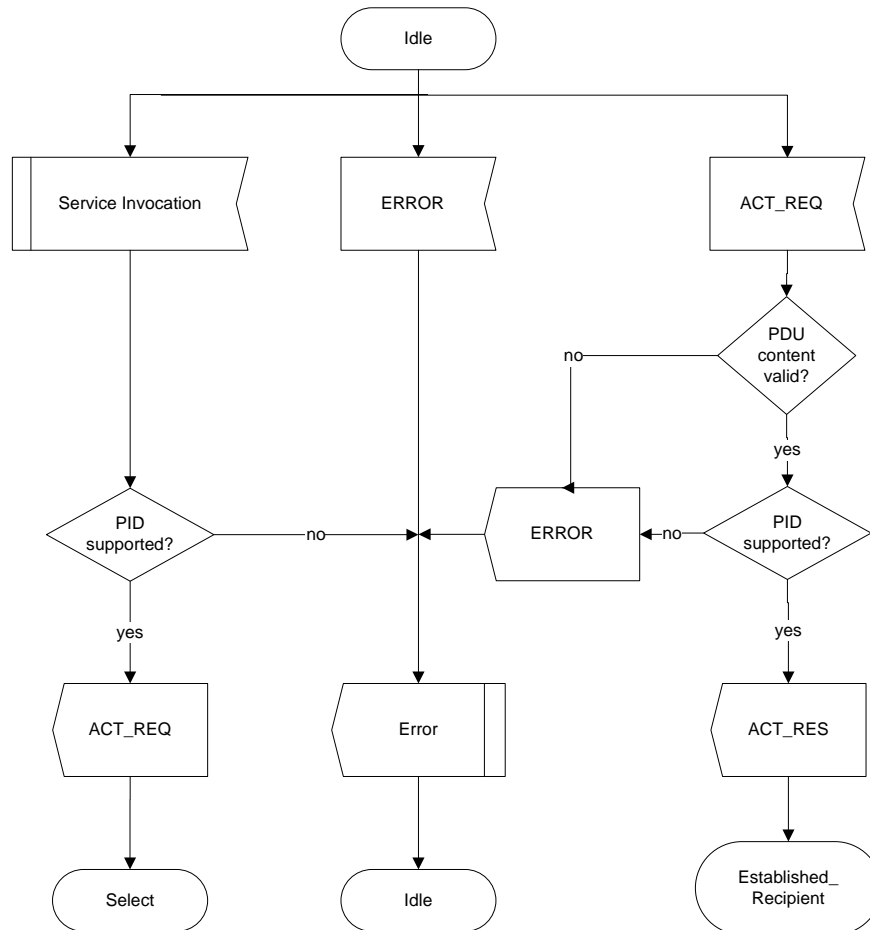 Idle
Service Invocation
ERROR
ACT_REQ
PDU
content
valid?
no
yes
PID
supported?
no
ERROR
no
PID
supported?
yes
yes
ACT_REQ
Error
ACT_RES
Select
Idle
Established_
Recipient